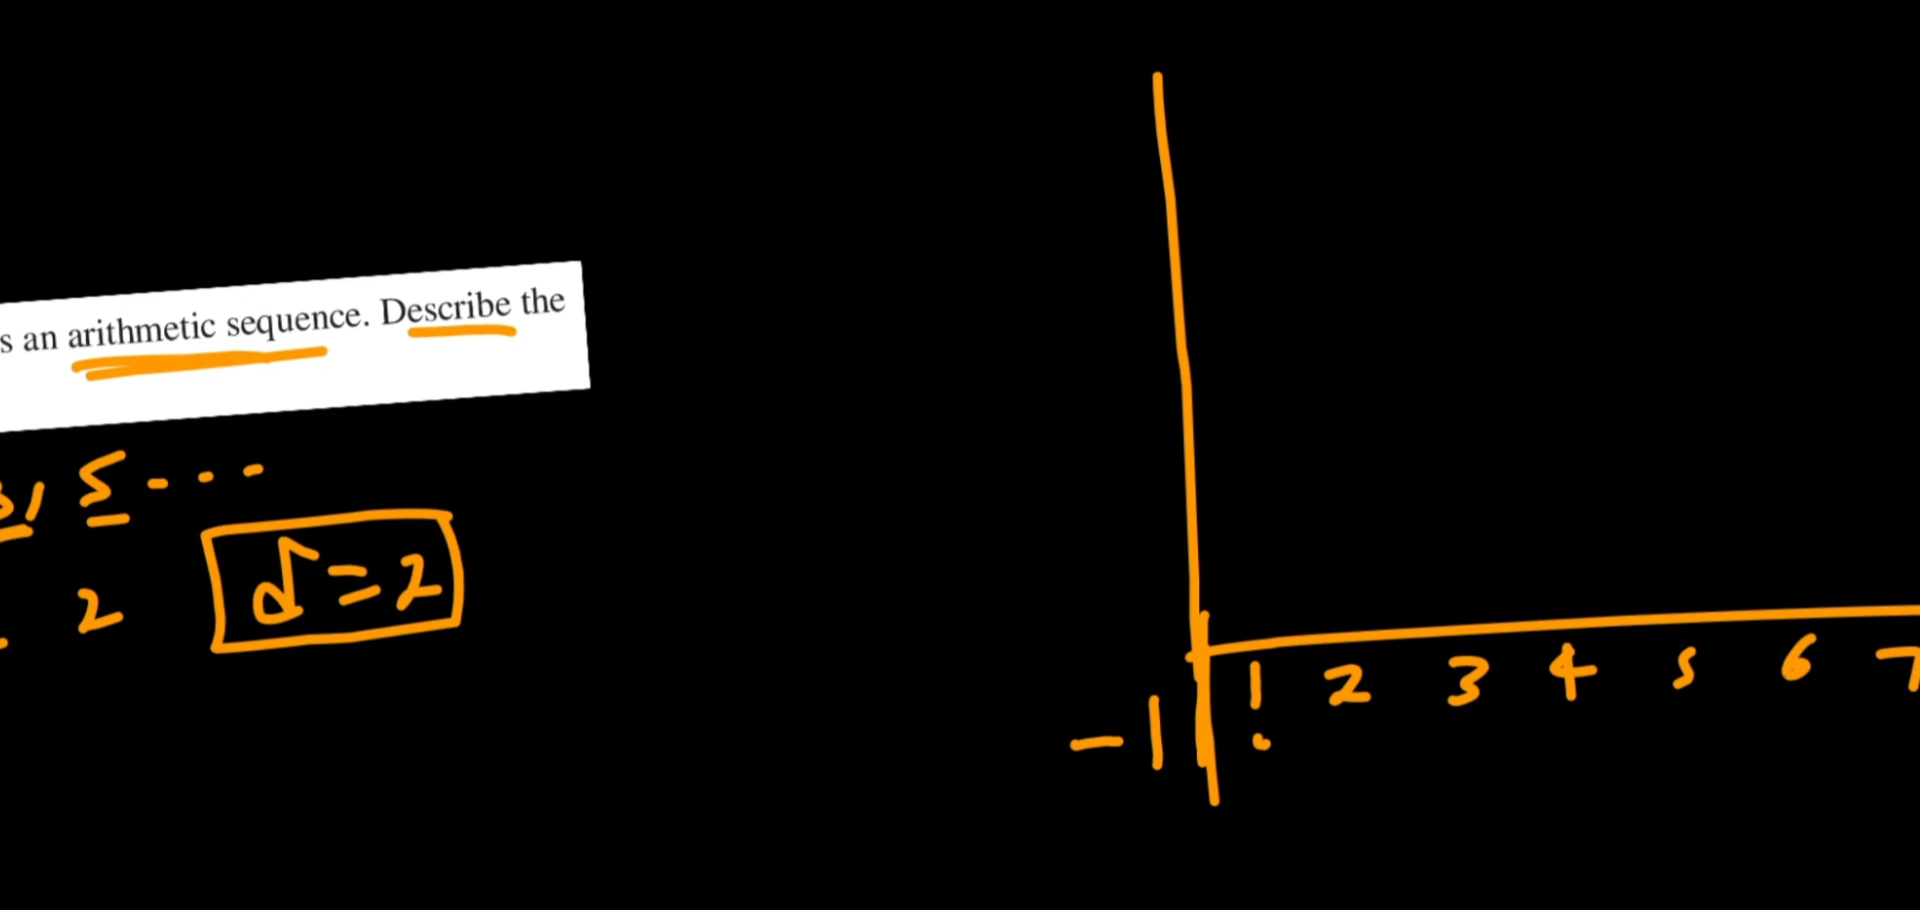 s an arithmetic sequence. Describe the
, 5 - . . -
2
d = 2
1 2 3 4 5 6 7
-1